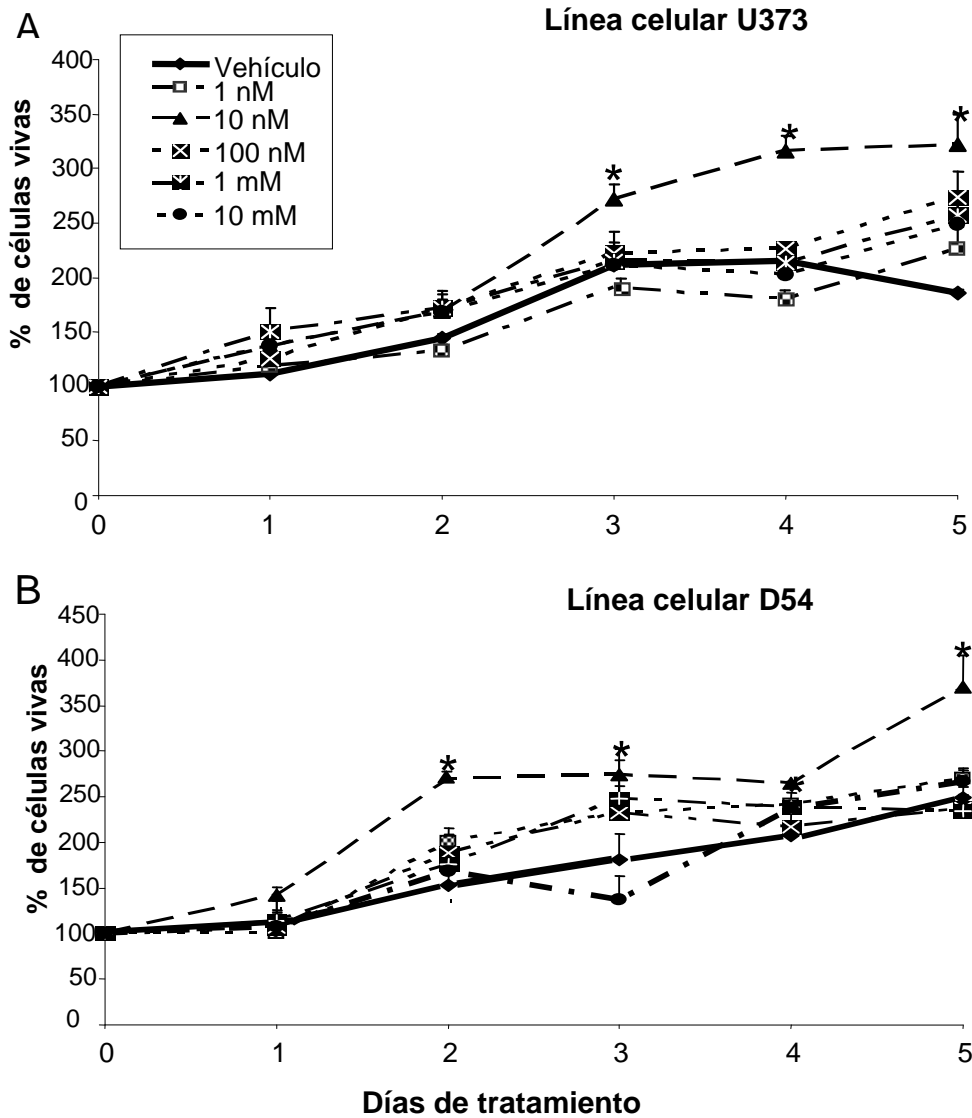 A
Línea celular U373
% de células vivas
400
350
300
250
200
150
100
50
0
Vehículo
1 nM
10 nM
100 nM
1 mM
10 mM
*
*
*
0 1 2 3 4 5
B
Línea celular D54
% de células vivas
450
400
350
300
250
200
150
100
50
0
*
*
*
0 1 2 3 4 5
Días de tratamiento